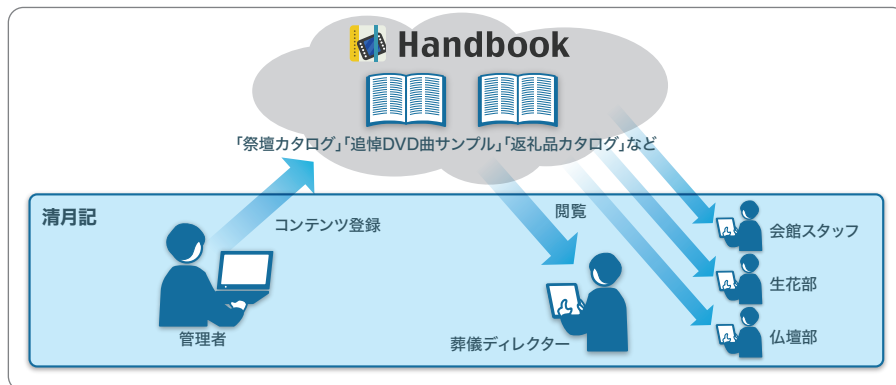 Handbook
「祭壇カタログ」「追悼DVD曲サンプル」「返礼品カタログ」など
清月記
コンテンツ登録
閲覧
会館スタッフ
生花部
仏壇部
管理者
葬儀ディレクター